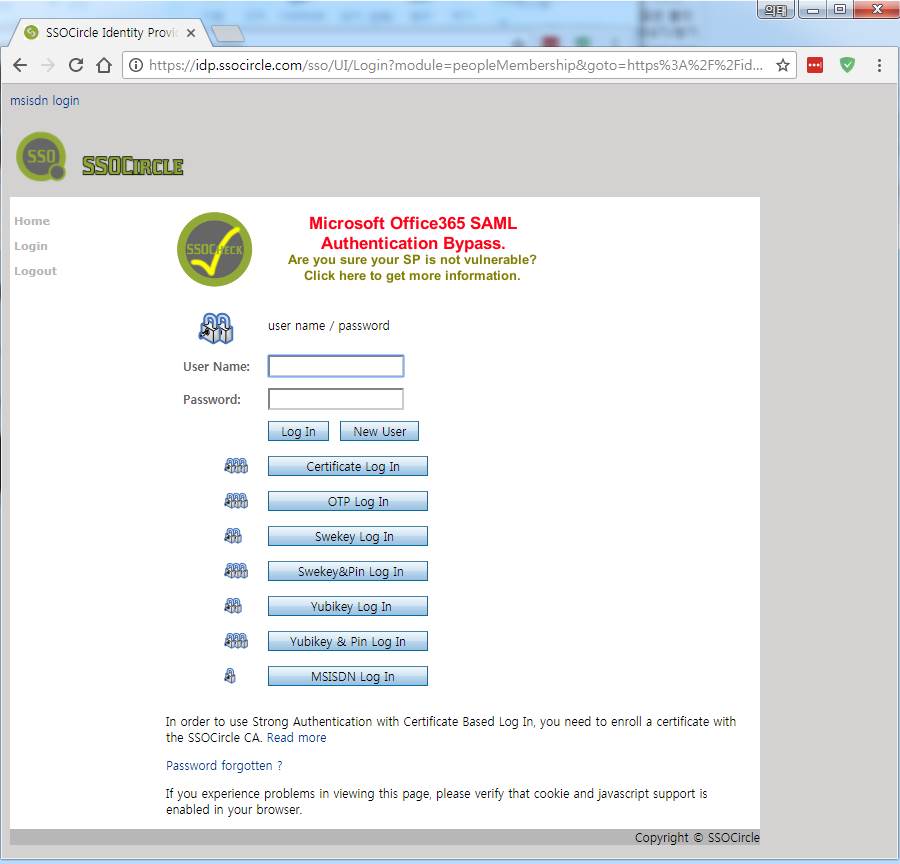 외타
SSOCircle Identity Provi
https://idp.ssocircle.com/sso/UI/Login?module=peopleMembership&goto=https%3A%2F%2Fid...
msisdn login
SSO
SSOCircle
Home
Login
Logout
SSOCheck
Microsoft Office365 SAML
Authentication Bypass.
Are you sure your SP is not vulnerable?
Click here to get more information.
user name / password
User Name:
Password:
Log In
New User
Certificate Log In
OTP Log In
Swekey Log In
Swekey&Pin Log In
Yubikey Log In
Yubikey & Pin Log In
MSISDN Log In
In order to use Strong Authentication with Certificate Based Log In, you need to enroll a certificate with
the SSOCircle CA. Read more
Password forgotten ?
If you experience problems in viewing this page, please verify that cookie and javascript support is
enabled in your browser.
Copyright © SSOCircle